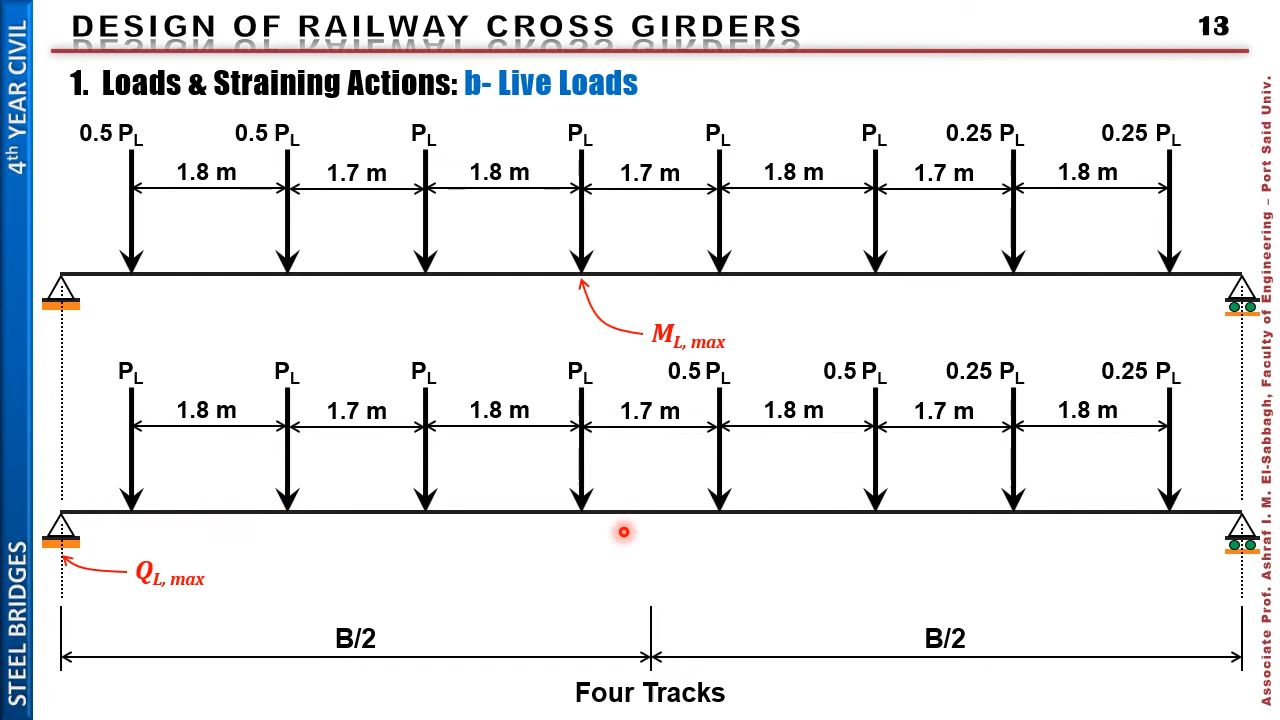 DESIGN OF RAILWAY CROSS GIRDERS
13
1. Loads & Straining Actions: b- Live Loads
0.5 PL 0.5 PL PL PL PL PL 0.25 PL 0.25 PL
1.8 m 1.7 m 1.8 m 1.7 m 1.8 m 1.7 m 1.8 m
ML, max
PL PL PL PL 0.5 PL 0.5 PL 0.25 PL 0.25 PL
1.8 m 1.7 m 1.8 m 1.7 m 1.8 m 1.7 m 1.8 m
QL, max
B/2 B/2
Four Tracks
4th YEAR CIVIL
STEEL BRIDGES
Associate Prof. Ashraf I. M. El-Sabbagh, Faculty of Engineering – Port Said Univ.